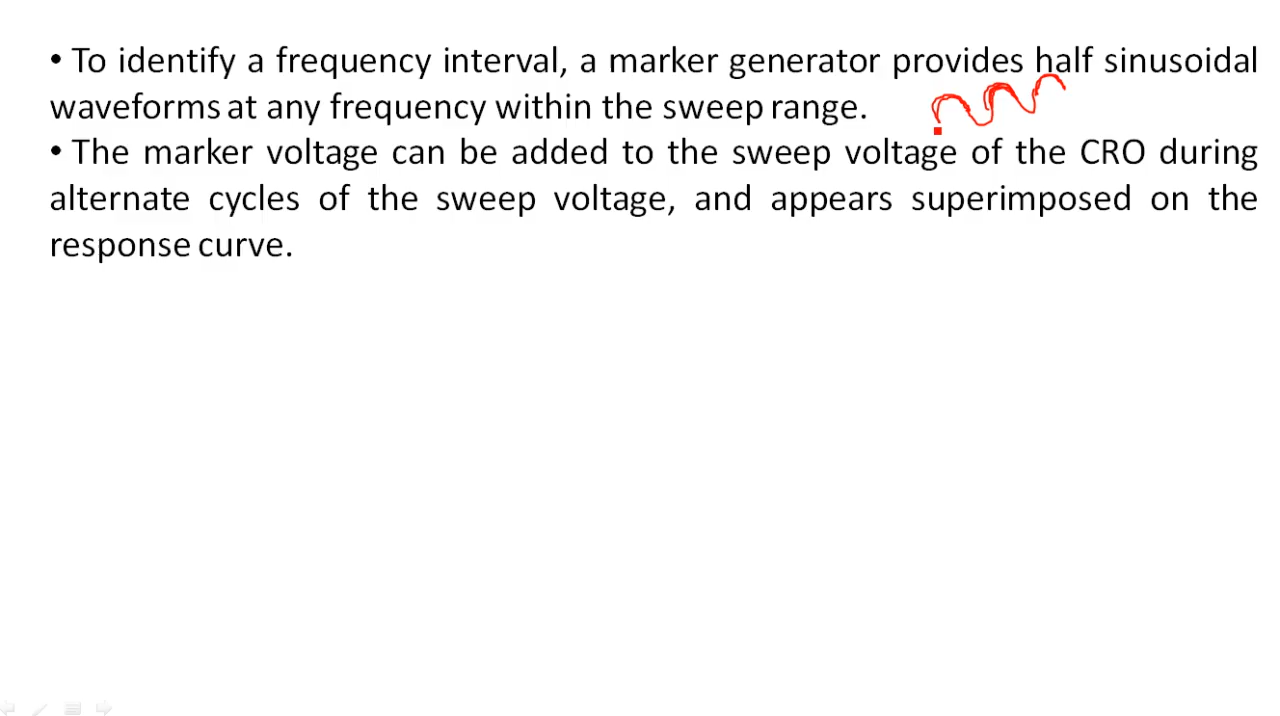 • To identify a frequency interval, a marker generator provides half sinusoidal
waveforms at any frequency within the sweep range.
• The marker voltage can be added to the sweep voltage of the CRO during
alternate cycles of the sweep voltage, and appears superimposed on the
response curve.